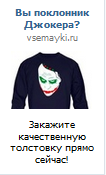 Вы поклонник
Джокера?
vsemayki.ru
Закажите
качественную
толстовку прямо
сейчас!